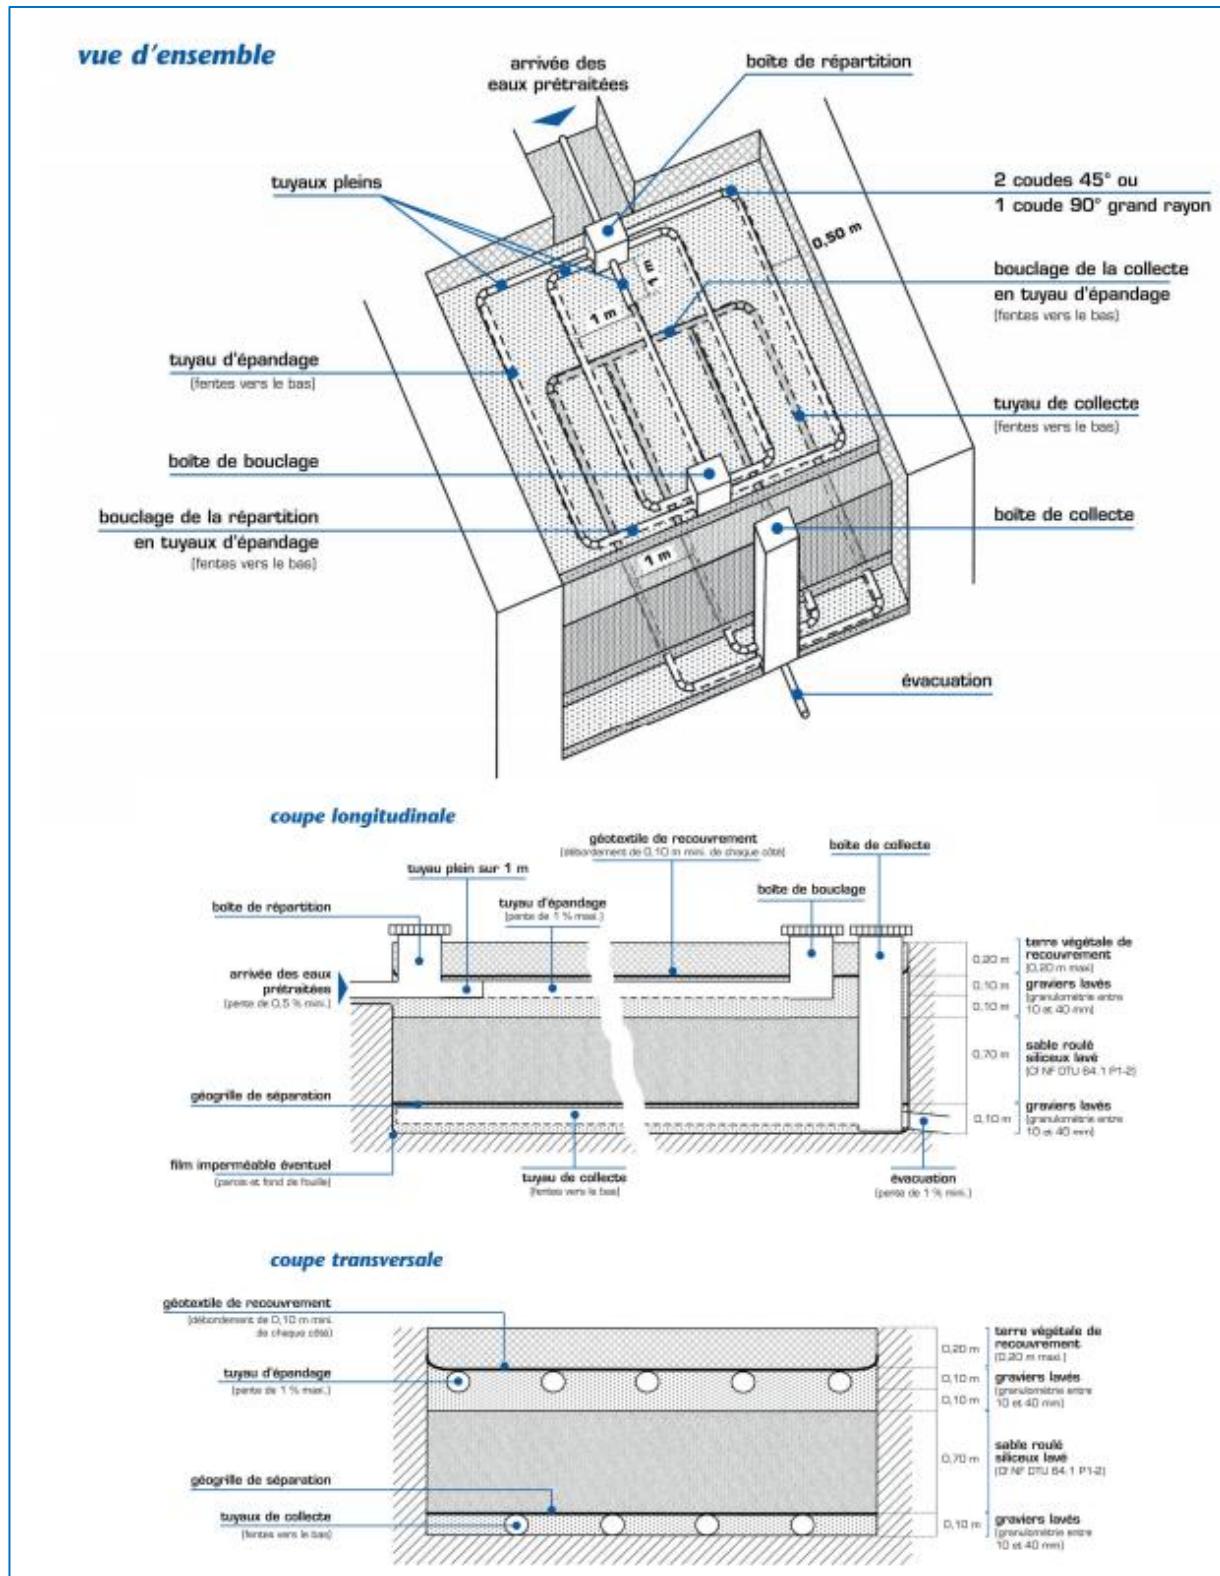 vue d'ensemble
arrivée des
eaux prétraitées
boîte de répartition
tuyaux pleins
2 coudes 45° ou
1 coude 90° grand rayon
0,50 m
1 m
1 m
bouclage de la collecte
en tuyau d'épandage
(fentes vers le bas)
tuyau d'épandage
(fentes vers le bas)
tuyau de collecte
(fentes vers le bas)
boîte de bouclage
bouclage de la répartition
en tuyaux d'épandage
(fentes vers le bas)
1 m
boîte de collecte
évacuation
coupe longitudinale
géotextile de recouvrement
(débordement de 0,10 m mini. de chaque côté)
boîte de collecte
tuyau plein sur 1 m
boîte de bouclage
boîte de répartition
tuyau d'épandage
(pente de 1 % maxi.)
arrivée des eaux
prétraitées
(pente de 0,5 % mini.)
0,20 m
terre végétale de
recouvrement
(0,20 m maxi)
0,10 m
0,10 m
graviers lavés
(granulométrie entre
10 et 40 mm)
0,70 m
sable roulé
siliceux lavé
(Cf NF DTU 64.1 P1-2)
géogrille de séparation
0,10 m
graviers lavés
(granulométrie entre
10 et 40 mm)
film imperméable éventuel
(parois et fond de fouille)
tuyau de collecte
(fentes vers le bas)
évacuation
(pente de 1 % mini.)
coupe transversale
géotextile de recouvrement
(débordement de 0,10 m mini.
de chaque côté)
tuyau d'épandage
(pente de 1 % maxi.)
0,20 m
terre végétale de
recouvrement
(0,20 m maxi.)
0,10 m
0,10 m
graviers lavés
(granulométrie entre
10 et 40 mm)
0,70 m
sable roulé
siliceux lavé
(Cf NF DTU 64.1 P1-2)
géogrille de séparation
tuyaux de collecte
(fentes vers le bas)
0,10 m
graviers lavés
(granulométrie entre
10 et 40 mm)